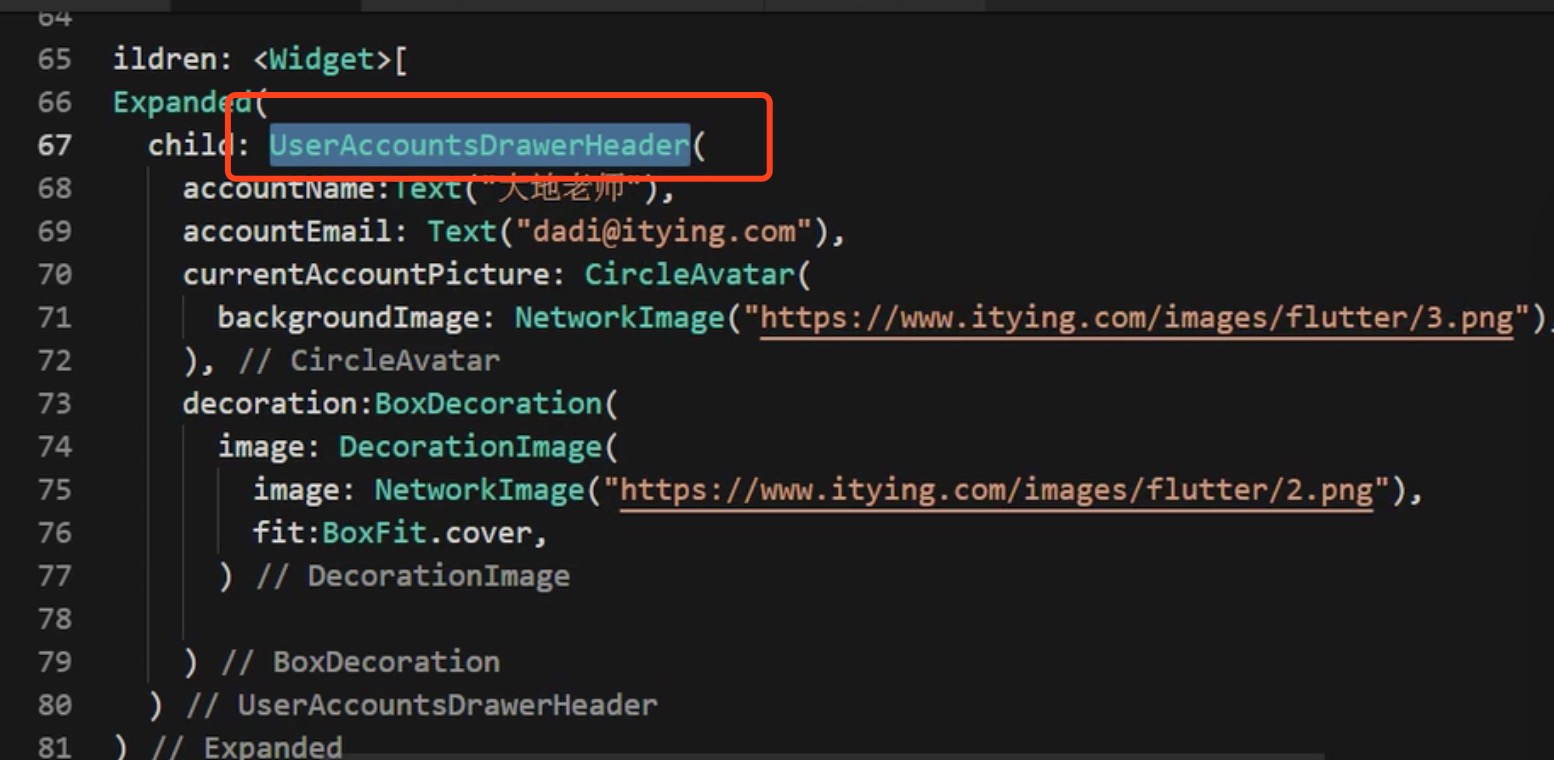 64
65 ildren: <Widget>[
66 Expanded(
67 child: UserAccountsDrawerHeader(
68 accountName:Text("大地老师"),
69 accountEmail: Text("dadi@itying.com"),
70 currentAccountPicture: CircleAvatar(
71 backgroundImage: NetworkImage("https://www.itying.com/images/flutter/3.png"),
72 ), // CircleAvatar
73 decoration:BoxDecoration(
74 image: DecorationImage(
75 image: NetworkImage("https://www.itying.com/images/flutter/2.png"),
76 fit:BoxFit.cover,
77 ) // DecorationImage
78
79 ) // BoxDecoration
80 ) // UserAccountsDrawerHeader
81 ) // Expanded